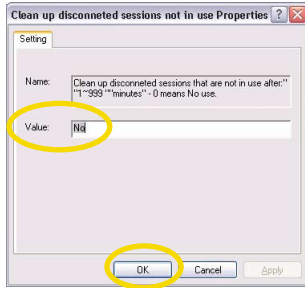 Clean up disconneted sessions not in use Properties
Setting
Name:
Clean up disconneted sessions that are not in use after:"
"1~999 ""minutes" - 0 means No use.
Value:
No
OK
Cancel
Apply